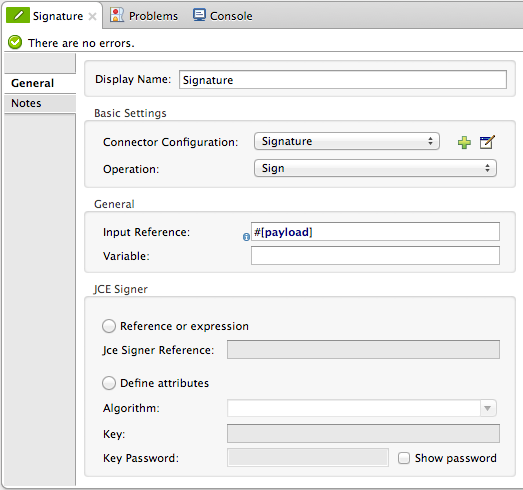 Signature Problems Console
There are no errors.
General
Notes
Display Name: Signature
Basic Settings
Connector Configuration: Signature
Operation: Sign
General
Input Reference: #[payload]
Variable:
JCE Signer
Reference or expression
Jce Signer Reference:
Define attributes
Algorithm:
Key:
Key Password: Show password